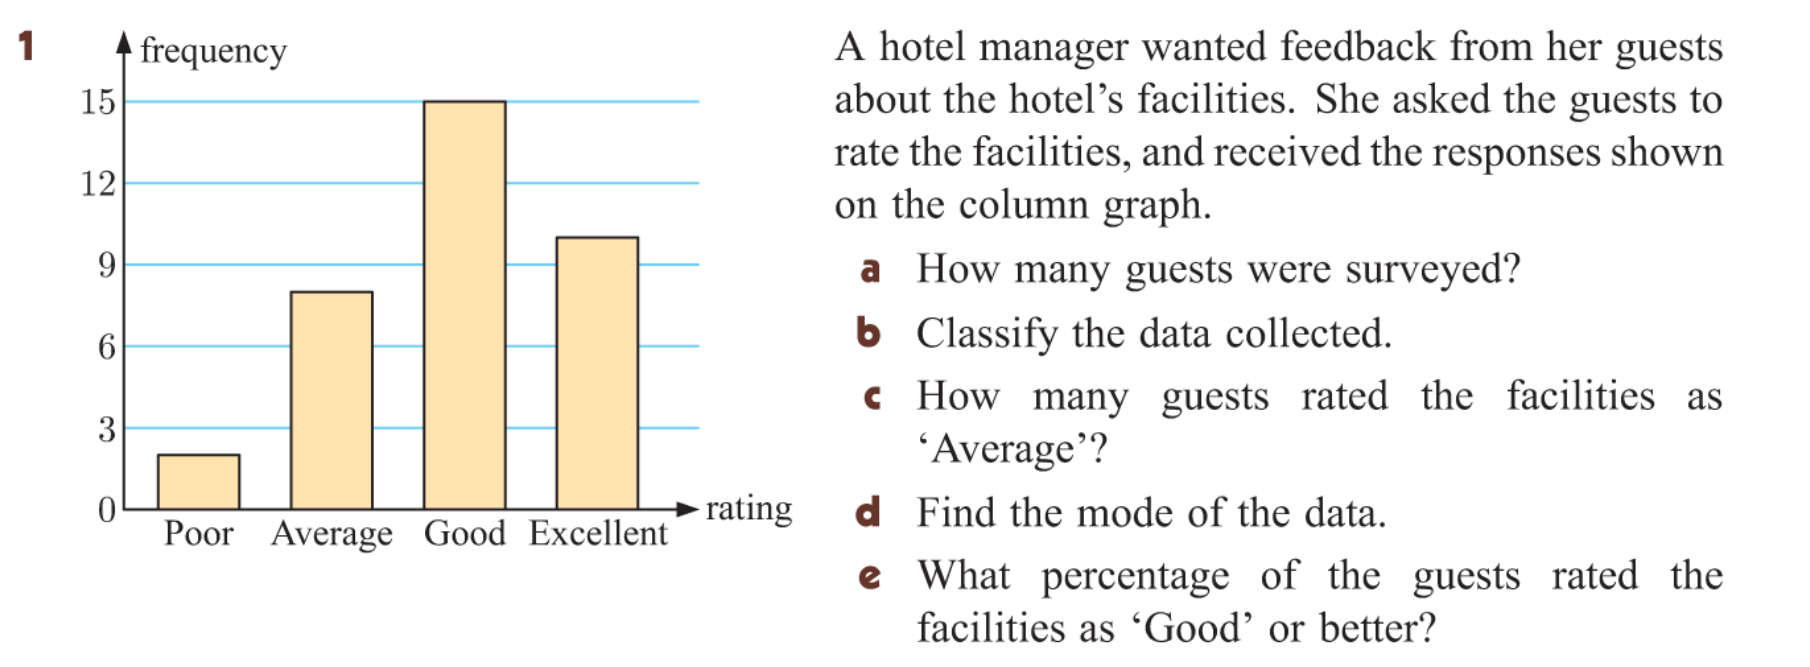 1
frequency
15
12
9
6
3
0
Poor Average Good Excellent
rating
A hotel manager wanted feedback from her guests
about the hotel’s facilities. She asked the guests to
rate the facilities, and received the responses shown
on the column graph.
a How many guests were surveyed?
b Classify the data collected.
c How many guests rated the facilities as
‘Average’?
d Find the mode of the data.
e What percentage of the guests rated the
facilities as ‘Good’ or better?